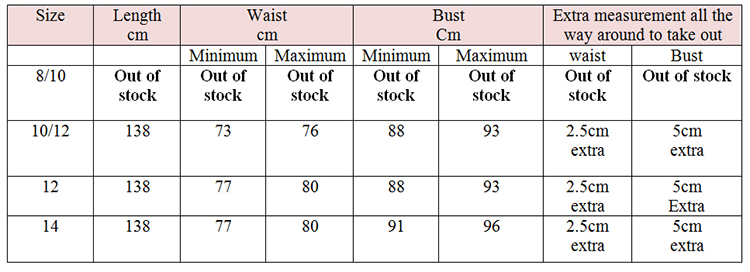 Size Length Waist Bust Extra measurement all the
cm cm Cm way around to take out
Minimum Maximum Minimum Maximum waist Bust
8/10 Out of Out of Out of Out of Out of Out of Out of stock
stock stock stock stock stock stock
10/12 138 73 76 88 93 2.5cm 5cm
extra extra
12 138 77 80 88 93 2.5cm 5cm
extra Extra
14 138 77 80 91 96 2.5cm 5cm
extra extra